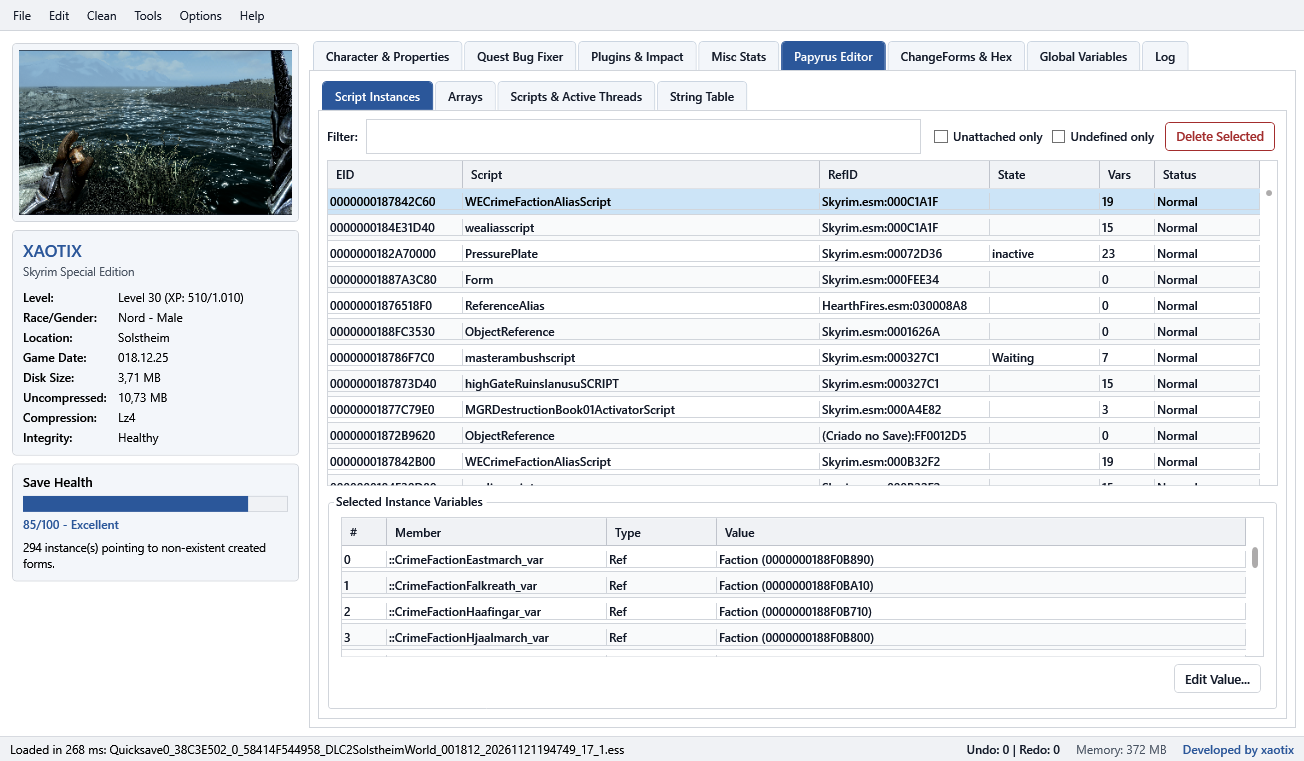 File Edit Clean Tools Options Help
XAOTIX
Skyrim Special Edition
Level: Level 30 (XP: 510/1.010)
Race/Gender: Nord - Male
Location: Solstheim
Game Date: 018.12.25
Disk Size: 3,71 MB
Uncompressed: 10,73 MB
Compression: Lz4
Integrity: Healthy
Save Health
85/100 - Excellent
294 instance(s) pointing to non-existent created
forms.
Character & Properties Quest Bug Fixer Plugins & Impact Misc Stats Papyrus Editor ChangeForms & Hex Global Variables Log
Script Instances Arrays Scripts & Active Threads String Table
Filter: Unattached only Undefined only Delete Selected
EID Script RefID State Vars Status
0000000187842C60 WECrimeFactionAliasScript Skyrim.esm:000C1A1F 19 Normal
0000000184E31D40 wealiasscript Skyrim.esm:000C1A1F 15 Normal
0000000182A70000 PressurePlate Skyrim.esm:00072D36 inactive 23 Normal
00000001887A3C80 Form Skyrim.esm:000FEE34 0 Normal
00000001876518F0 ReferenceAlias HearthFires.esm:030008A8 0 Normal
0000000188FC3530 ObjectReference Skyrim.esm:0001626A 0 Normal
000000018786F7C0 masterambushscript Skyrim.esm:000327C1 Waiting 7 Normal
0000000187873D40 highGateRuinsIanusuSCRIPT Skyrim.esm:000327C1 15 Normal
00000001877C79E0 MGRDestructionBook01ActivatorScript Skyrim.esm:000A4E82 3 Normal
00000001872B9620 ObjectReference (Criado no Save):FF0012D5 0 Normal
0000000187842B00 WECrimeFactionAliasScript Skyrim.esm:000B32F2 19 Normal
Selected Instance Variables
# Member Type Value
0 ::CrimeFactionEastmarch_var Ref Faction (0000000188F0B890)
1 ::CrimeFactionFalkreath_var Ref Faction (0000000188F0BA10)
2 ::CrimeFactionHaafingar_var Ref Faction (0000000188F0B710)
3 ::CrimeFactionHjaalmarch_var Ref Faction (0000000188F0B800)
Edit Value...
Loaded in 268 ms: Quicksave0_38C3E502_0_58414F544958_DLC2SolstheimWorld_001812_20261121194749_17_1.ess Undo: 0 | Redo: 0 Memory: 372 MB Developed by xaotix